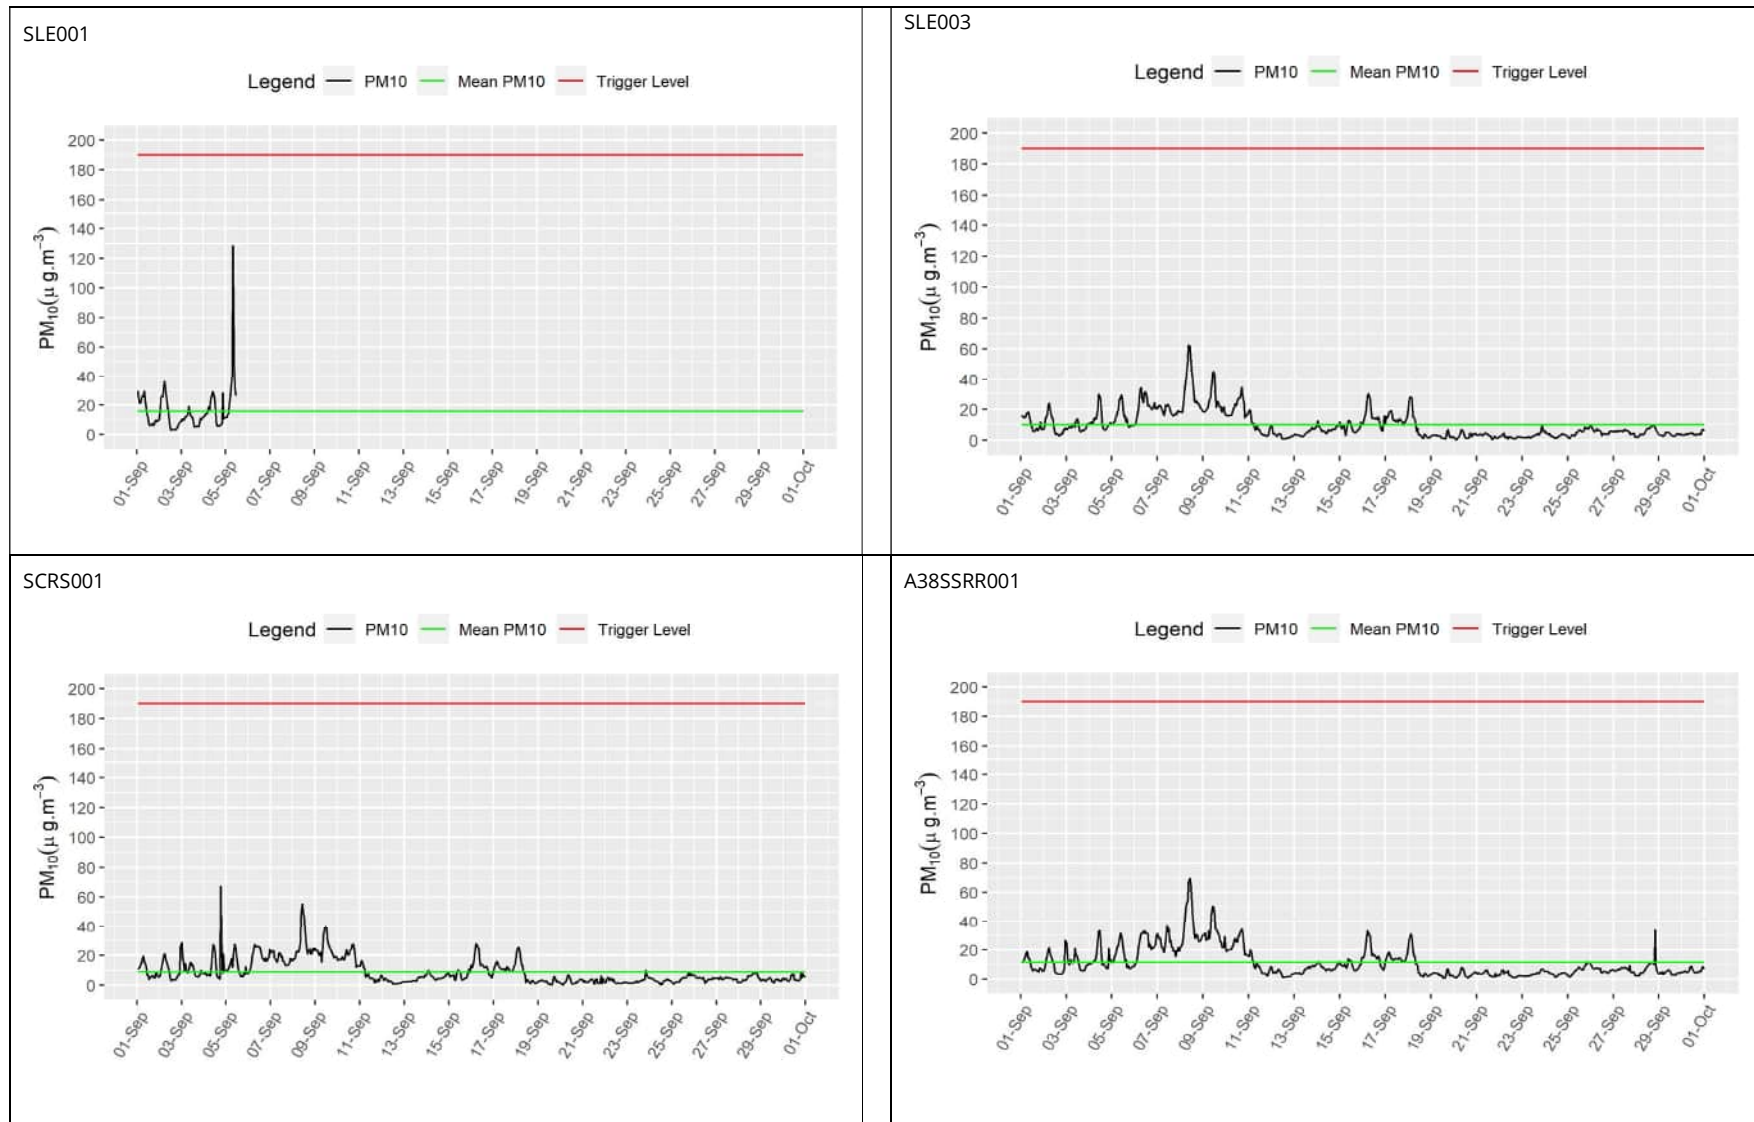 SLE001
Legend PM10 Mean PM10 Trigger Level
200
180
160
140
120
100
80
60
40
20
0
PM₁₀(μ g.m⁻³)
01-Sep 03-Sep 05-Sep 07-Sep 09-Sep 11-Sep 13-Sep 15-Sep 17-Sep 19-Sep 21-Sep 23-Sep 25-Sep 27-Sep 29-Sep 01-Oct
SLE003
Legend PM10 Mean PM10 Trigger Level
200
180
160
140
120
100
80
60
40
20
0
PM₁₀(μ g.m⁻³)
01-Sep 03-Sep 05-Sep 07-Sep 09-Sep 11-Sep 13-Sep 15-Sep 17-Sep 19-Sep 21-Sep 23-Sep 25-Sep 27-Sep 29-Sep 01-Oct
SCRS001
Legend PM10 Mean PM10 Trigger Level
200
180
160
140
120
100
80
60
40
20
0
PM₁₀(μ g.m⁻³)
01-Sep 03-Sep 05-Sep 07-Sep 09-Sep 11-Sep 13-Sep 15-Sep 17-Sep 19-Sep 21-Sep 23-Sep 25-Sep 27-Sep 29-Sep 01-Oct
A38SSRR001
Legend PM10 Mean PM10 Trigger Level
200
180
160
140
120
100
80
60
40
20
0
PM₁₀(μ g.m⁻³)
01-Sep 03-Sep 05-Sep 07-Sep 09-Sep 11-Sep 13-Sep 15-Sep 17-Sep 19-Sep 21-Sep 23-Sep 25-Sep 27-Sep 29-Sep 01-Oct